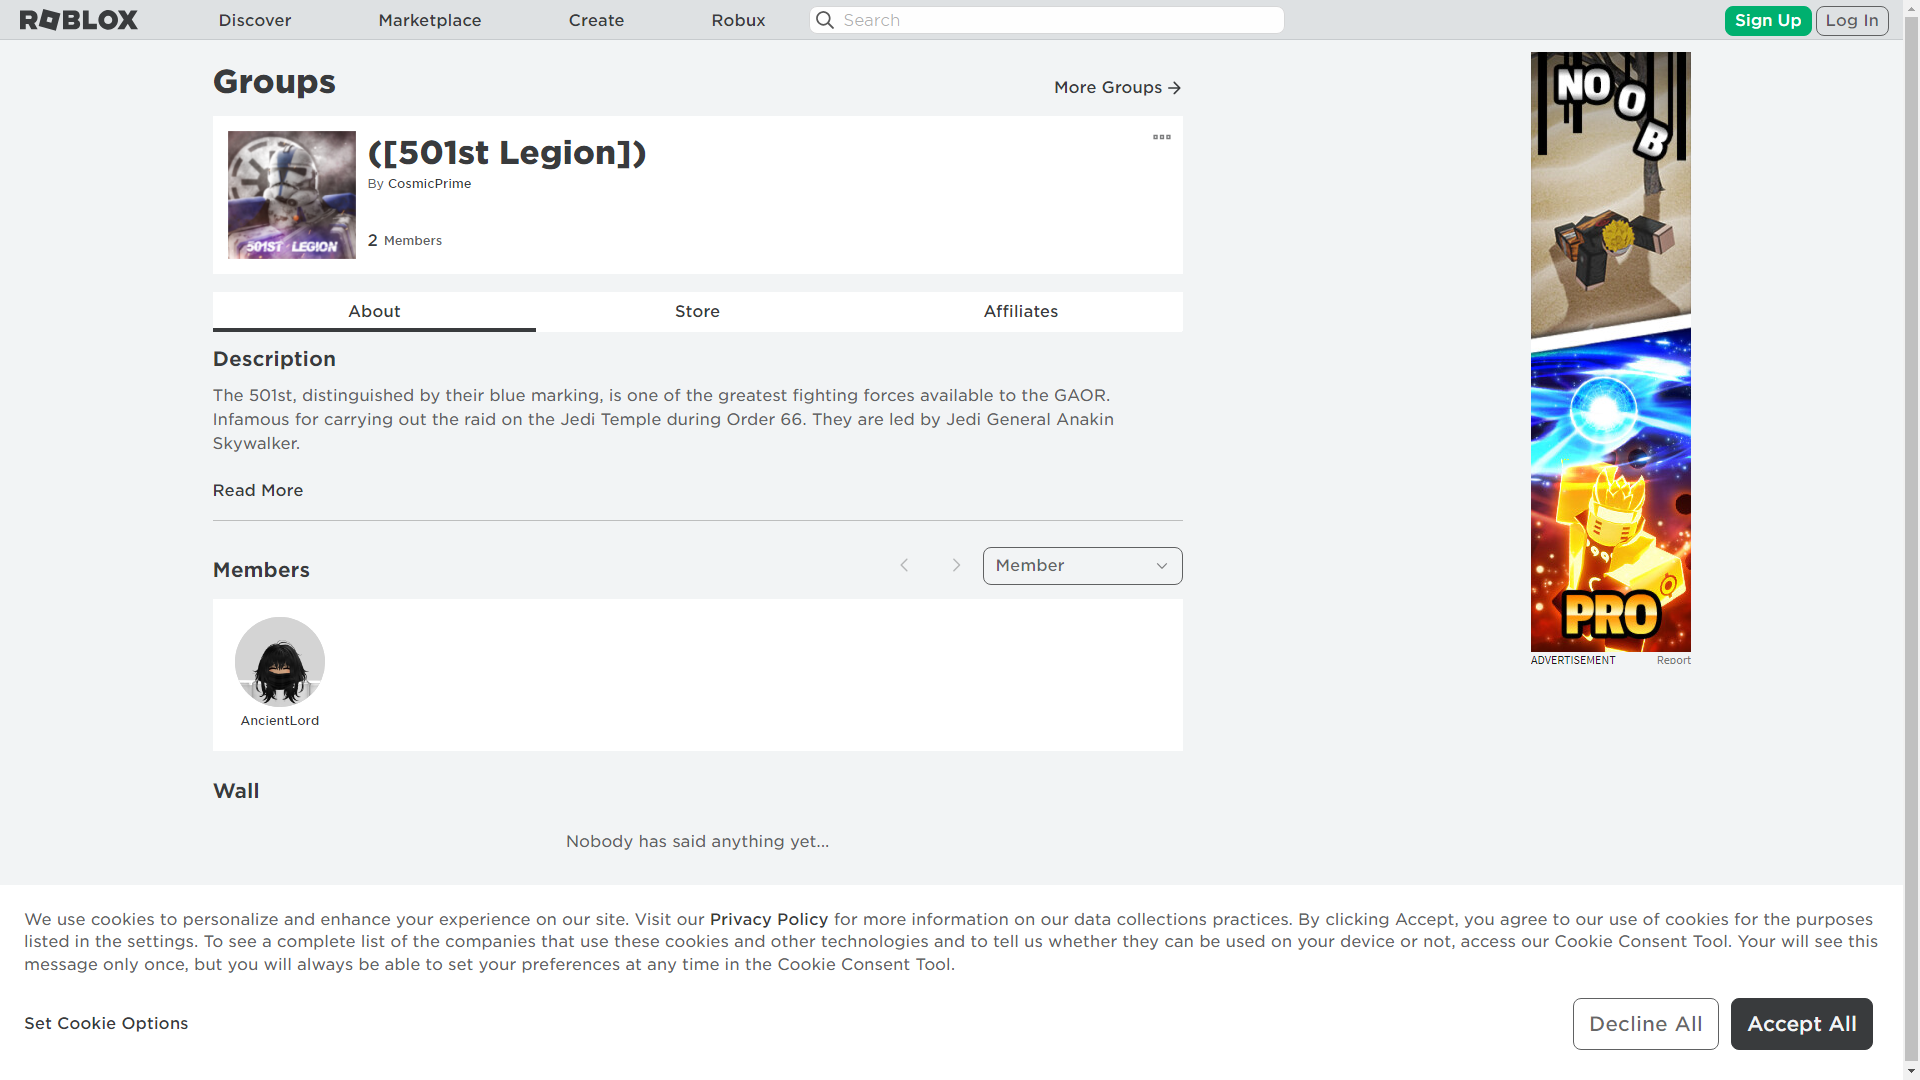 ROBLOX
Discover
Marketplace
Create
Robux
Search
Sign Up
Log In
Groups
More Groups
([501st Legion])
By CosmicPrime
2 Members
501ST LEGION
About
Store
Affiliates
Description
The 501st, distinguished by their blue marking, is one of the greatest fighting forces available to the GAOR.
Infamous for carrying out the raid on the Jedi Temple during Order 66. They are led by Jedi General Anakin
Skywalker.
Read More
Members
Member
AncientLord
Wall
Nobody has said anything yet...
NOOB
PRO
ADVERTISEMENT
Report
We use cookies to personalize and enhance your experience on our site. Visit our Privacy Policy for more information on our data collections practices. By clicking Accept, you agree to our use of cookies for the purposes
listed in the settings. To see a complete list of the companies that use these cookies and other technologies and to tell us whether they can be used on your device or not, access our Cookie Consent Tool. Your will see this
message only once, but you will always be able to set your preferences at any time in the Cookie Consent Tool.
Set Cookie Options
Decline All
Accept All